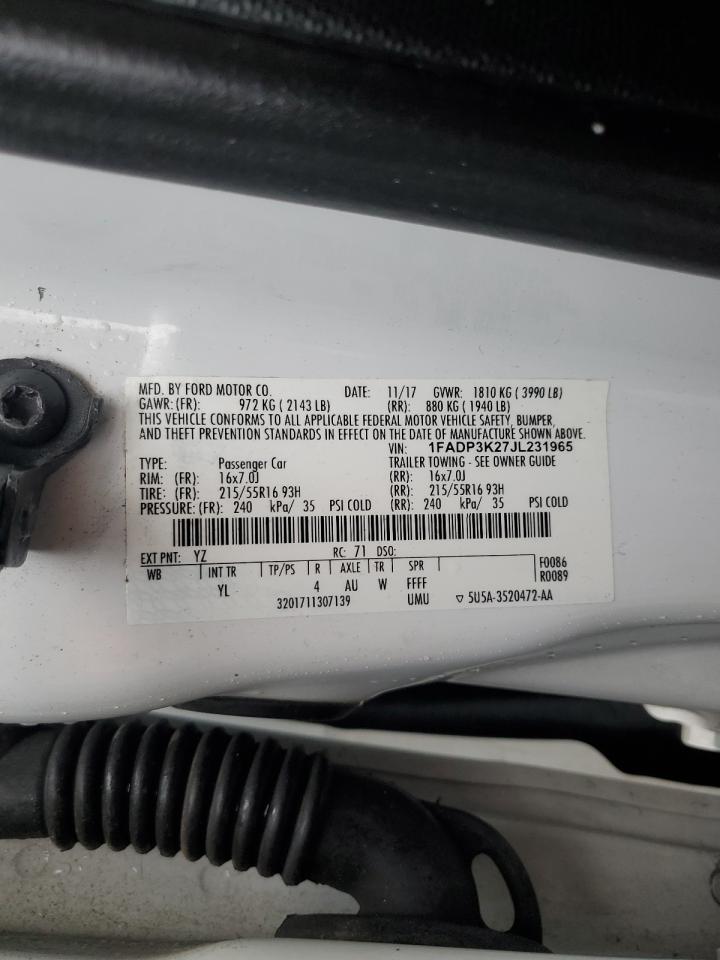 MFD. BY FORD MOTOR CO. DATE: 11/17 GVWR: 1810 KG ( 3990 LB)
GAWR: (FR): 972 KG ( 2143 LB) (RR): 880 KG ( 1940 LB)
THIS VEHICLE CONFORMS TO ALL APPLICABLE FEDERAL MOTOR VEHICLE SAFETY, BUMPER,
AND THEFT PREVENTION STANDARDS IN EFFECT ON THE DATE OF MANUFACTURE SHOWN ABOVE.
VIN: 1FADP3K27JL231965
TYPE: Passenger Car TRAILER TOWING - SEE OWNER GUIDE
RIM: (FR): 16x7.0J (RR): 16x7.0J
TIRE: (FR): 215/55R16 93H (RR): 215/55R16 93H
PRESSURE: (FR): 240 kPa/ 35 PSI COLD (RR): 240 kPa/ 35 PSI COLD
EXT PNT: YZ RC: 71 DSO: F0086
WB INT TR TP/PS R AXLE TR SPR R0089
YL 4 AU W FFFF
3201711307139 UMU ▽ 5U5A-3520472-AA